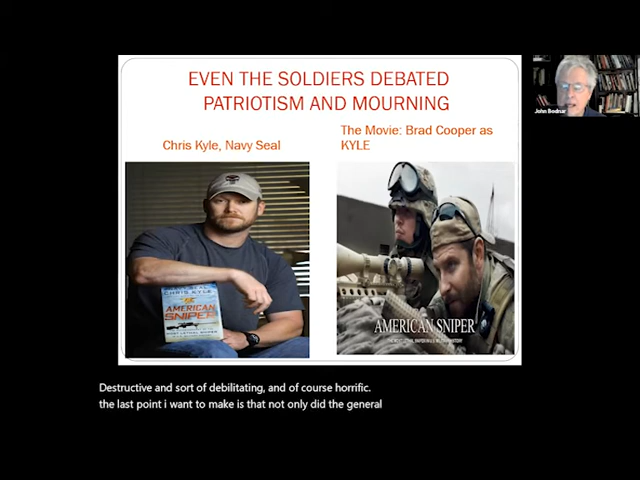 EVEN THE SOLDIERS DEBATED
PATRIOTISM AND MOURNING
Chris Kyle, Navy Seal
The Movie: Brad Cooper as
KYLE
CHRIS KYLE
AMERICAN
SNIPER
AMERICAN SNIPER
John Bodnar
Destructive and sort of debilitating, and of course horrific.
the last point i want to make is that not only did the general